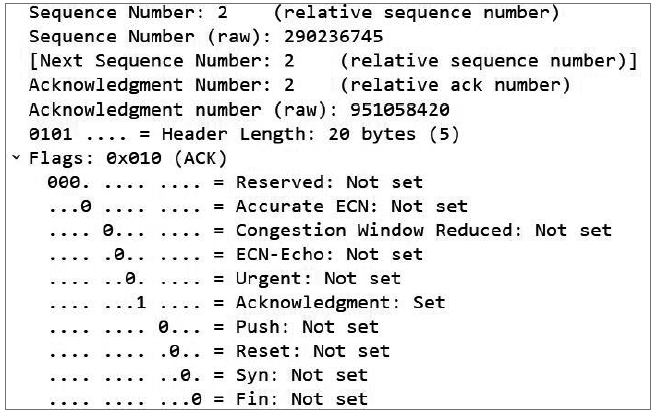 Sequence Number: 2    (relative sequence number)
Sequence Number (raw): 290236745
[Next Sequence Number: 2    (relative sequence number)]
Acknowledgment Number: 2    (relative ack number)
Acknowledgment number (raw): 951058420
0101 .... = Header Length: 20 bytes (5)
Flags: 0x010 (ACK)
000. .... .... = Reserved: Not set
...0 .... .... = Accurate ECN: Not set
.... 0... .... = Congestion Window Reduced: Not set
.... .0.. .... = ECN-Echo: Not set
.... ..0. .... = Urgent: Not set
.... ...1 .... = Acknowledgment: Set
.... .... 0... = Push: Not set
.... .... .0.. = Reset: Not set
.... .... ..0. = Syn: Not set
.... .... ...0 = Fin: Not set